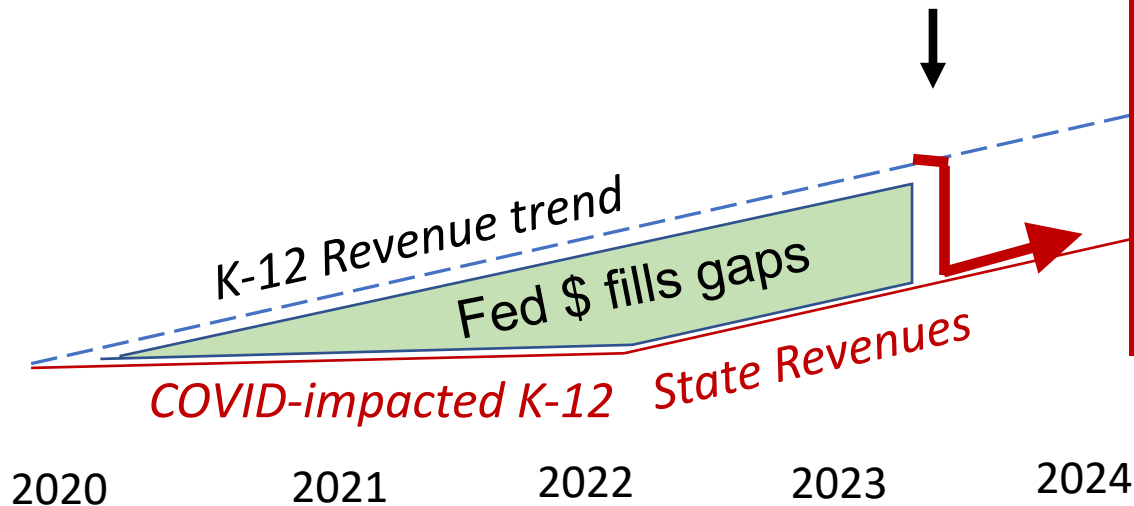 K-12 Revenue trend
Fed $ fills gaps
COVID-impacted K-12 State Revenues
2020 2021 2022 2023 2024